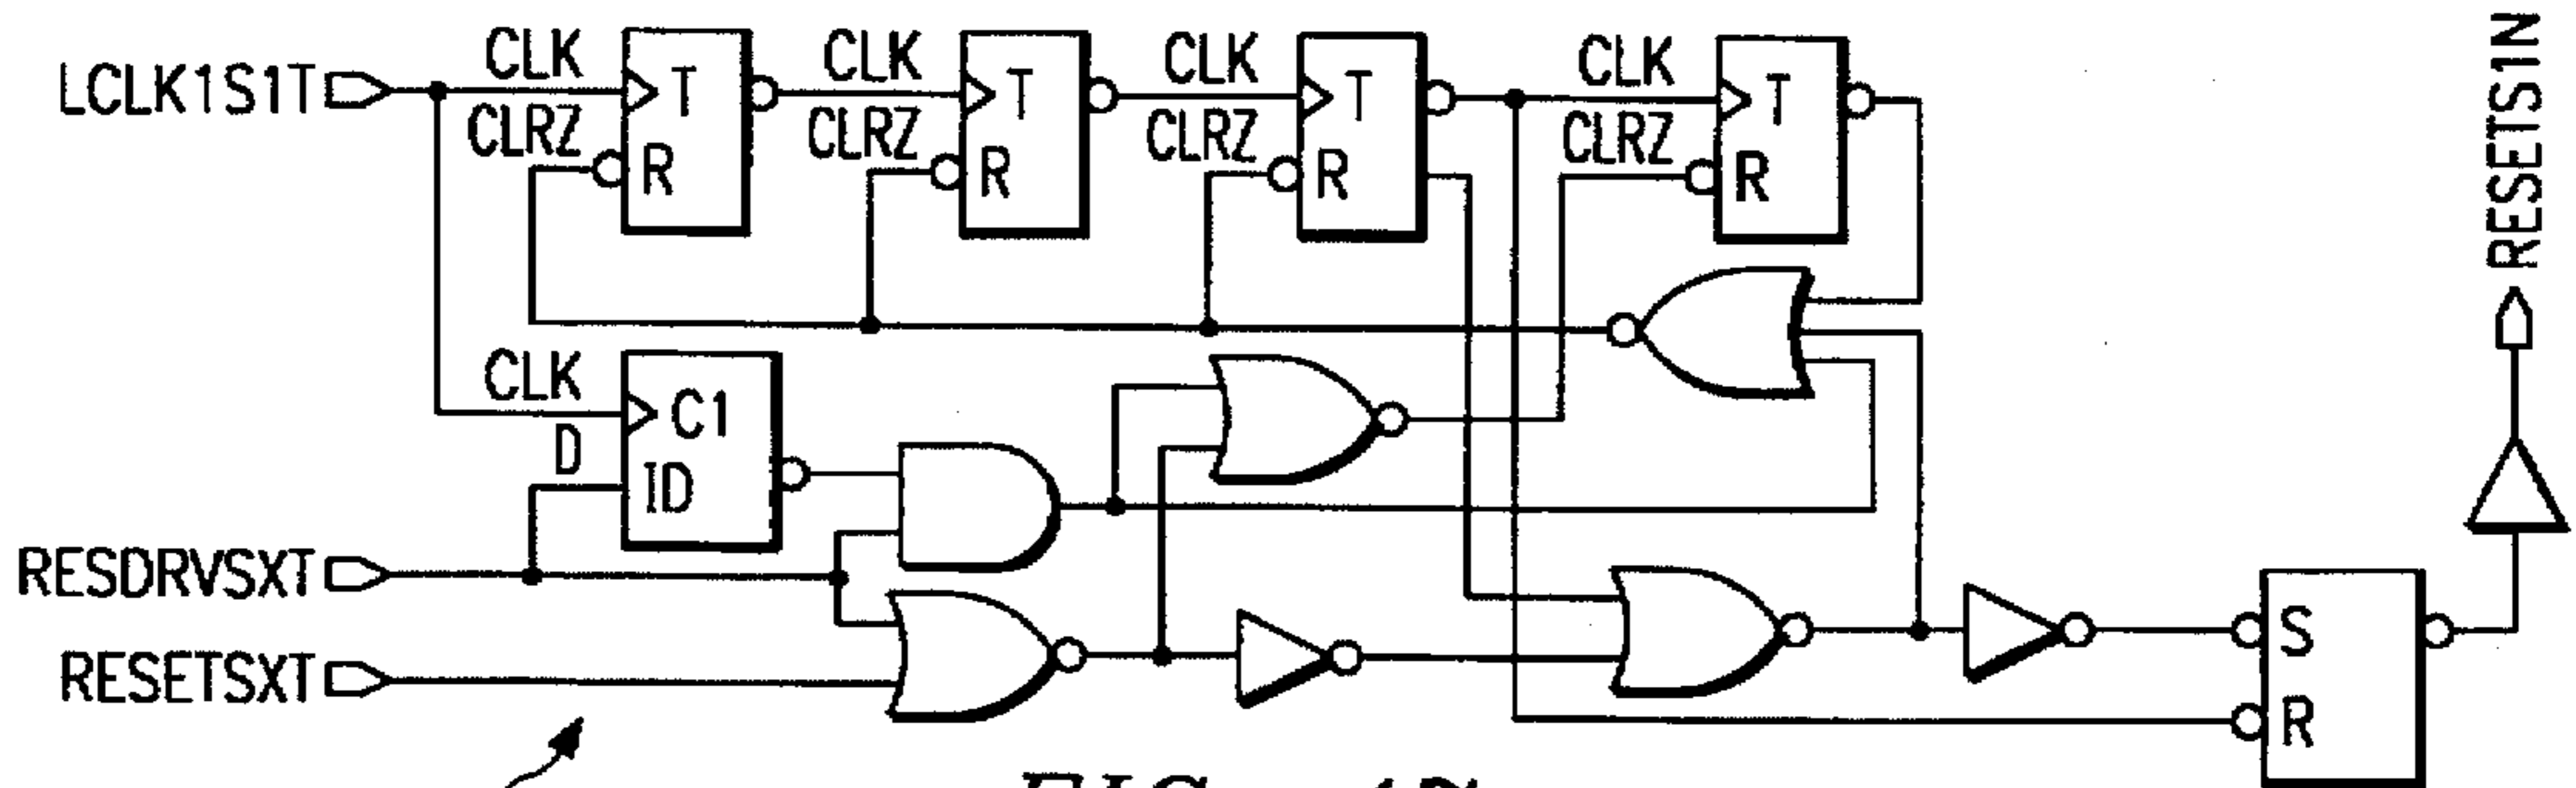 LCLK1S1T
CLK
CLRZ
T
R
CLK
CLRZ
T
R
CLK
CLRZ
T
R
CLK
CLRZ
T
R
RESETS1N
CLK
D
C1
ID
RESDRVSXT
RESETSXT
S
R